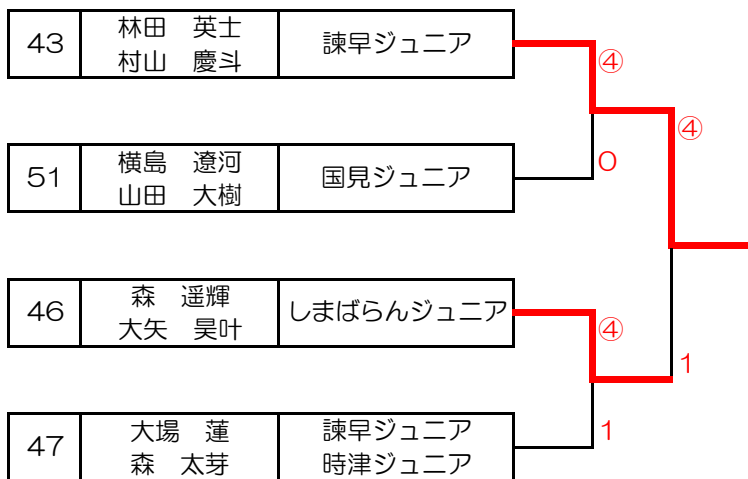 43
林田　英士
村山　慶斗
諫早ジュニア
④
④
51
横島　遼河
山田　大樹
国見ジュニア
0
46
森　遥輝
大矢　昊叶
しまばらんジュニア
④
1
47
大場　蓮
森　太芽
諫早ジュニア
時津ジュニア
1